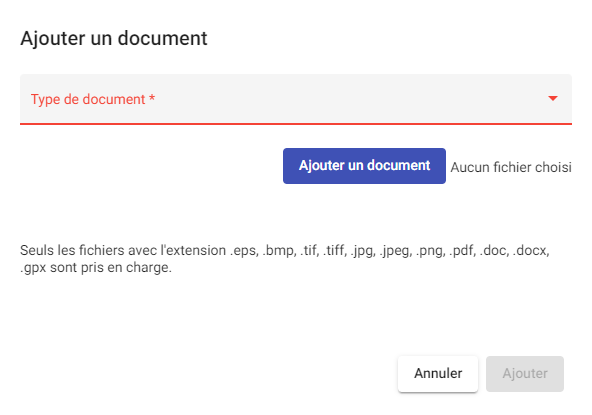 Ajouter un document
Type de document *
Ajouter un document Aucun fichier choisi
Seuls les fichiers avec l'extension .eps, .bmp, .tif, .tiff, .jpg, .jpeg, .png, .pdf, .doc, .docx,
.gpx sont pris en charge.
Annuler Ajouter